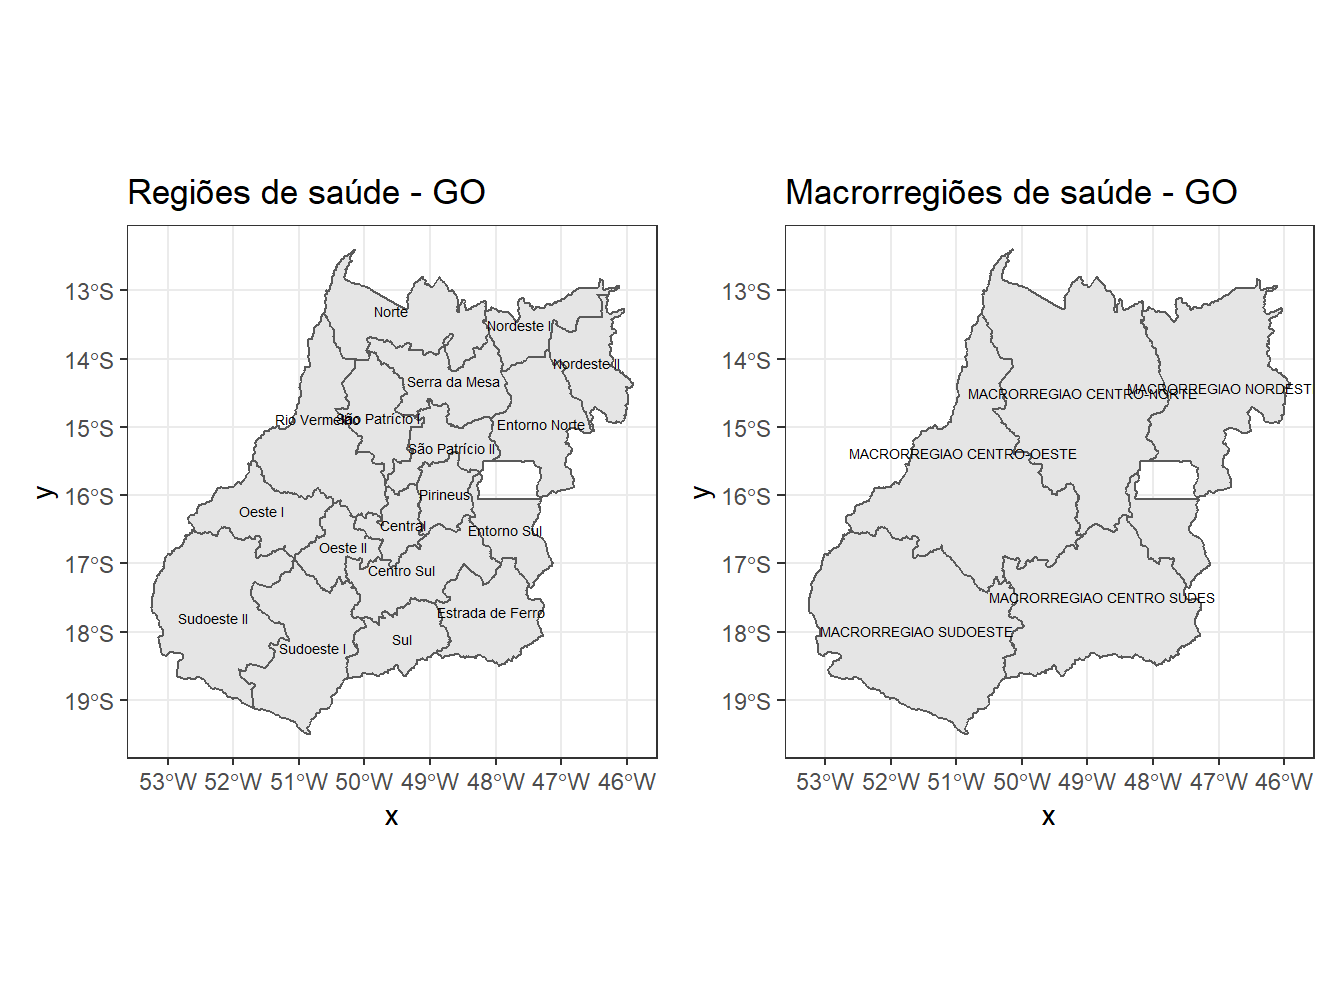 Regiões de saúde - GO
Norte
Nordeste I
Nordeste II
Serra da Mesa
Rio Vermelho
São Patrício I
Entorno Norte
São Patrício II
Pirineus
Oeste I
Central
Entorno Sul
Oeste II
Centro Sul
Estrada de Ferro
Sudoeste II
Sul
Sudoeste I
13°S
14°S
15°S
16°S
17°S
18°S
19°S
53°W 52°W 51°W 50°W 49°W 48°W 47°W 46°W
x
y
Macrorregiões de saúde - GO
MACRORREGIAO NORDEST
MACRORREGIAO CENTRO-NORTE
MACRORREGIAO CENTRO-OESTE
MACRORREGIAO CENTRO SUDES
MACRORREGIAO SUDOESTE
13°S
14°S
15°S
16°S
17°S
18°S
19°S
53°W 52°W 51°W 50°W 49°W 48°W 47°W 46°W
x
y